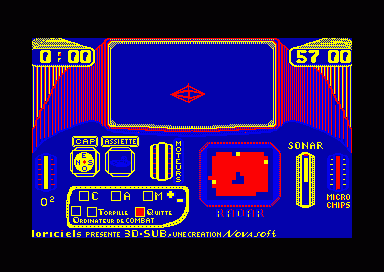 0:00 57 00
CAP ASSIETTE MOTEURS SONAR
N S
C A M + -
TORPILLE QUITTE
ORDINATEUR DE COMBAT
O2 MICRO CHIPS
loriciels PRESENTE 3D-SUB. UNE CREATION Novasoft